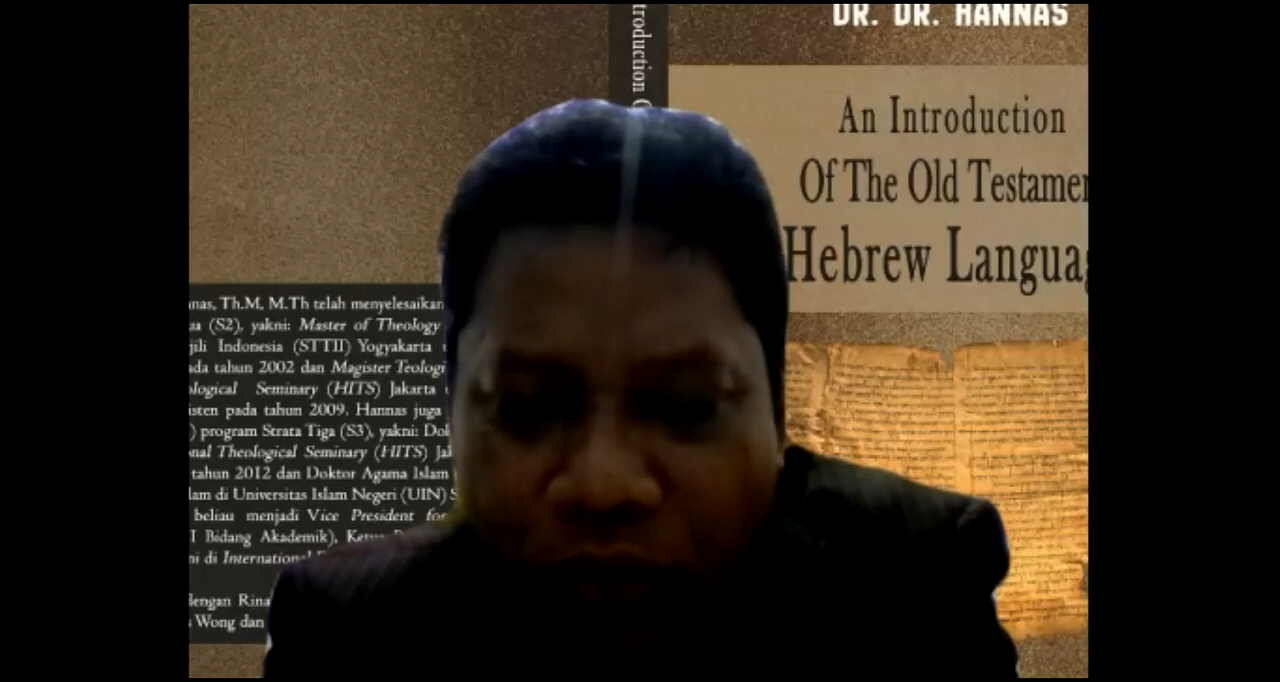 DR. DR. HANNAS
troduction
An Introduction
Of The Old Testamen
Hebrew Languag
nas, Th.M, M.Th telah menyelesaikan
ua (S2), yakni: Master of Theology
jili Indonesia (STTII) Yogyakarta
da tahun 2002 dan Magister Teologi
ological Seminary (HITS) Jakarta
isten pada tahun 2009. Hannas juga
) program Strata Tiga (S3), yakni: Dok
nal Theological Seminary (HITS) Jak
tahun 2012 dan Doktor Agama Islam
lam di Universitas Islam Negeri (UIN) S
beliau menjadi Vice President for
I Bidang Akademik),
ni di International
dengan Rina
s Wong dan